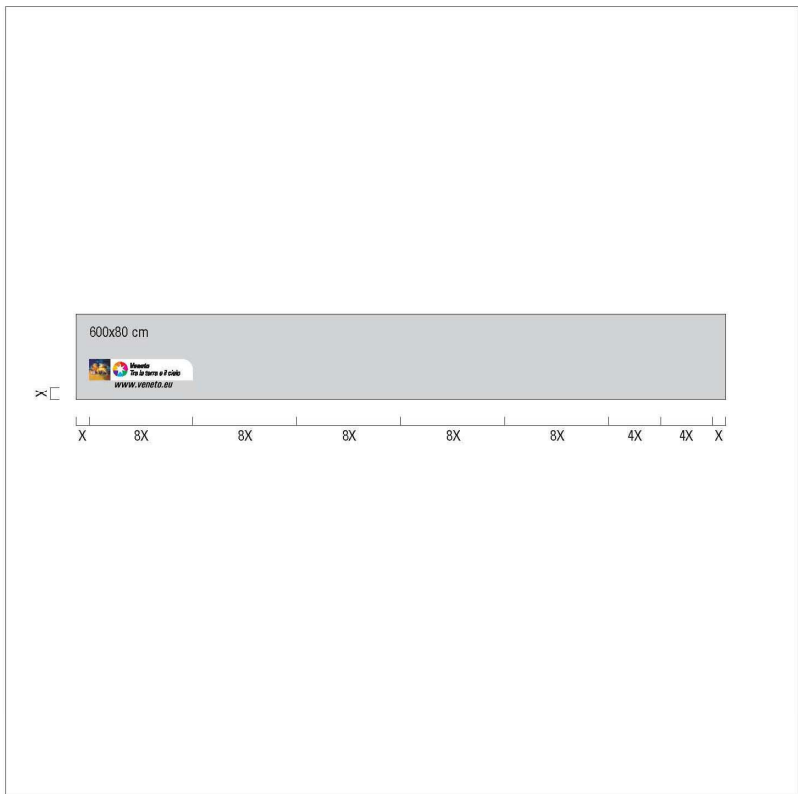 600x80 cm
Veneto
Tra la terra e il cielo
www.veneto.eu
X
X 8X 8X 8X 8X 8X 4X 4X X